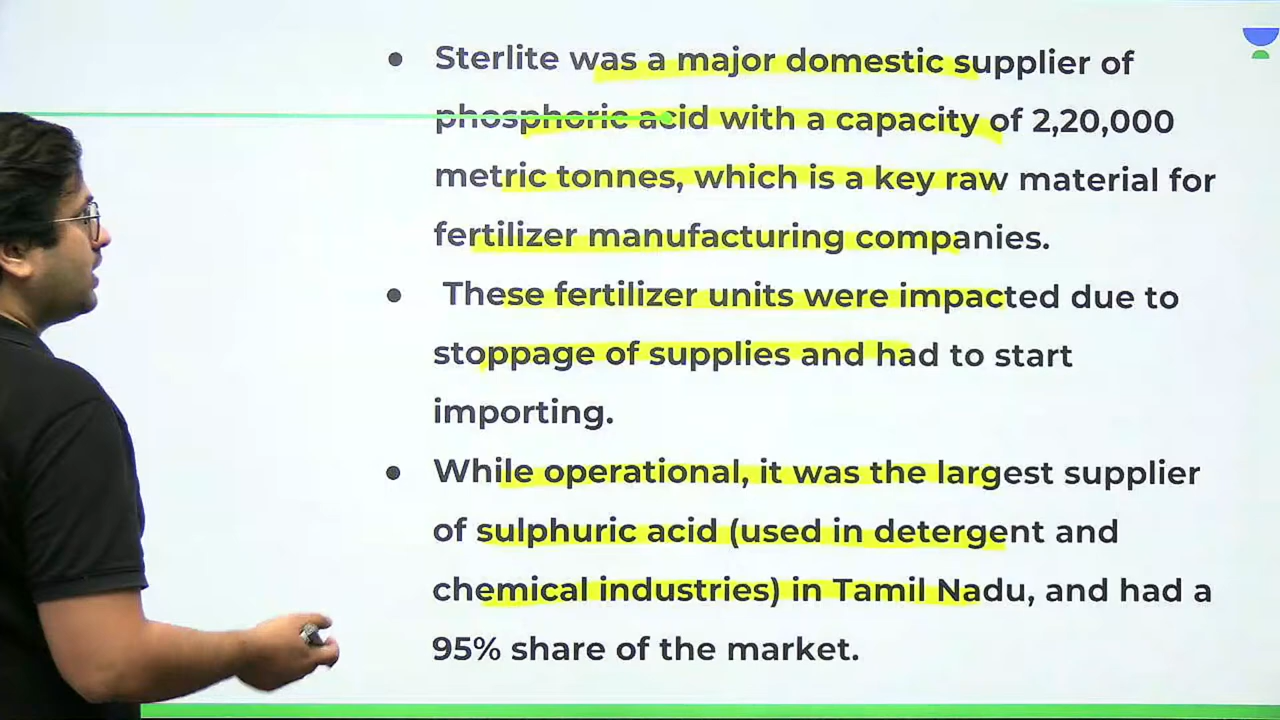 ● Sterlite was a major domestic supplier of
phosphoric acid with a capacity of 2,20,000
metric tonnes, which is a key raw material for
fertilizer manufacturing companies.
● These fertilizer units were impacted due to
stoppage of supplies and had to start
importing.
● While operational, it was the largest supplier
of sulphuric acid (used in detergent and
chemical industries) in Tamil Nadu, and had a
95% share of the market.